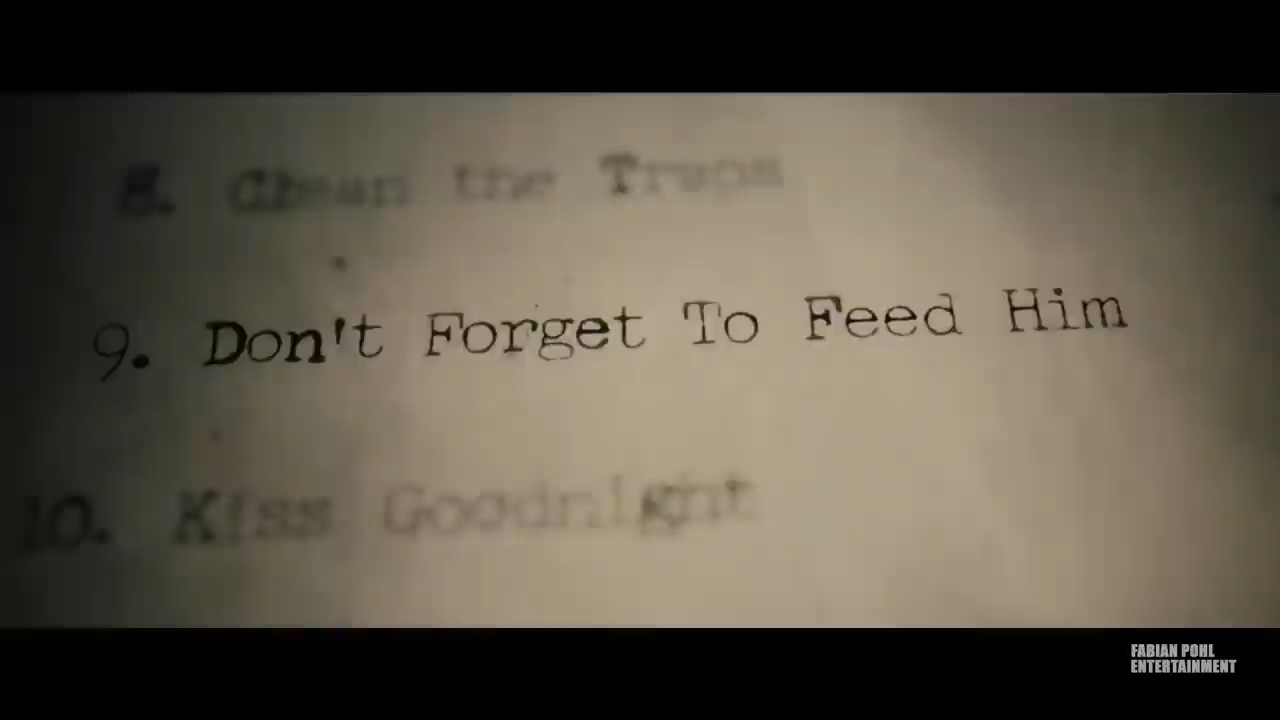 8. Clean the Traps
9. Don't Forget To Feed Him
10. Kiss Goodnight
FABIAN POHL
ENTERTAINMENT